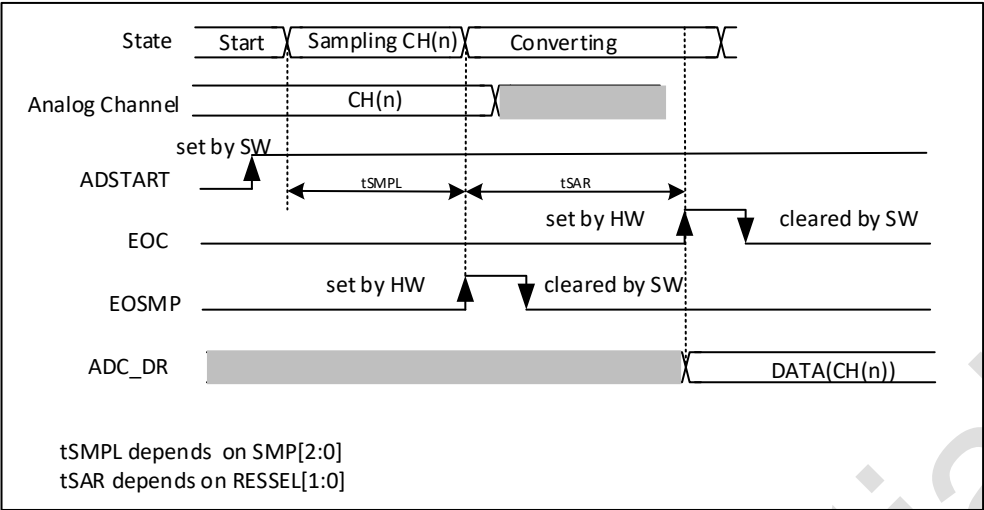 State Start Sampling CH(n) Converting
Analog Channel CH(n)
set by SW
ADSTART
tSMPL tSAR
set by HW cleared by SW
EOC
set by HW cleared by SW
EOSMP
ADC_DR DATA(CH(n))
tSMPL depends on SMP[2:0]
tSAR depends on RESSEL[1:0]